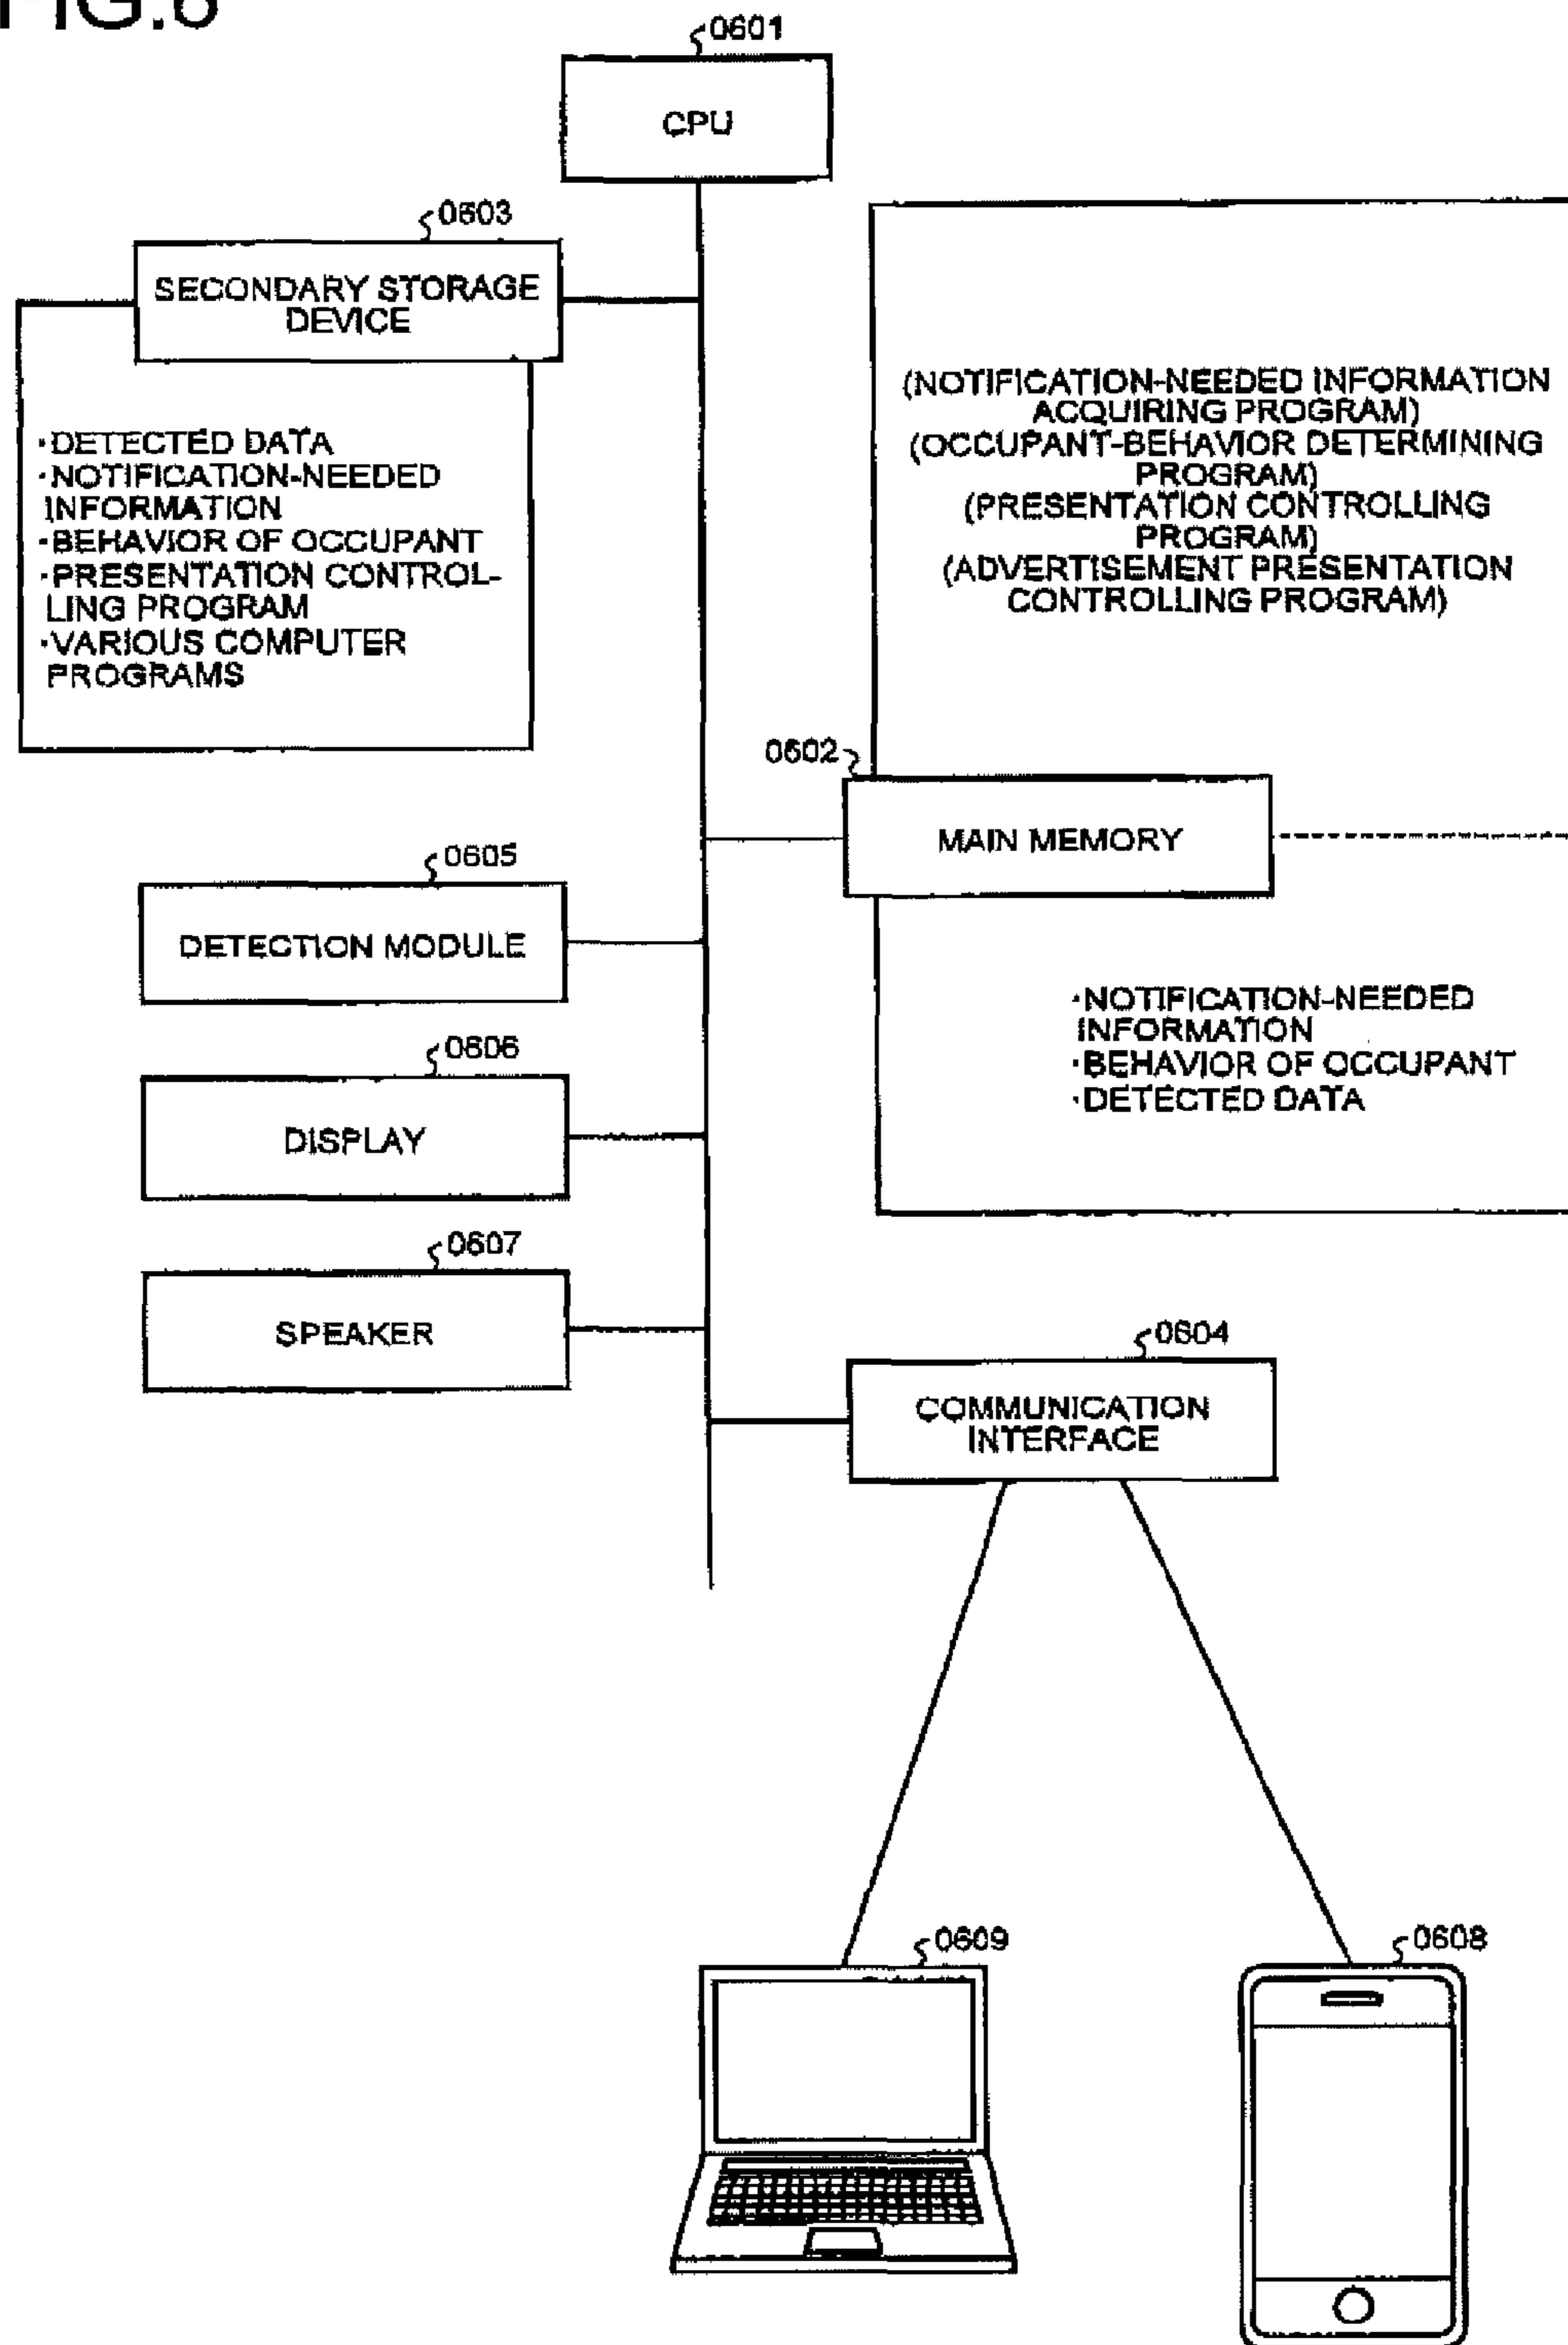 FIG.6
0601
CPU
0603
SECONDARY STORAGE
DEVICE
·DETECTED DATA
·NOTIFICATION-NEEDED
INFORMATION
·BEHAVIOR OF OCCUPANT
·PRESENTATION CONTROL-
LING PROGRAM
·VARIOUS COMPUTER
PROGRAMS
(NOTIFICATION-NEEDED INFORMATION
ACQUIRING PROGRAM)
(OCCUPANT-BEHAVIOR DETERMINING
PROGRAM)
(PRESENTATION CONTROLLING
PROGRAM)
(ADVERTISEMENT PRESENTATION
CONTROLLING PROGRAM)
0602
MAIN MEMORY
·NOTIFICATION-NEEDED
INFORMATION
·BEHAVIOR OF OCCUPANT
·DETECTED DATA
0605
DETECTION MODULE
0606
DISPLAY
0607
SPEAKER
0604
COMMUNICATION
INTERFACE
0609
0608